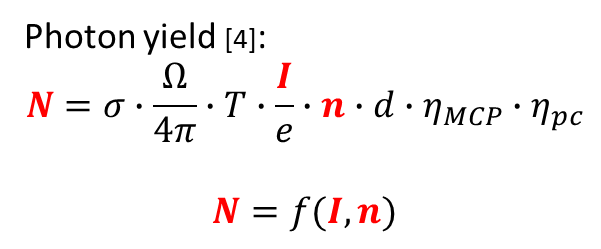 Photon yield [4]:
N = σ · Ω/4π · T · I/e · n · d · η_MCP · η_pc
N = f(I, n)